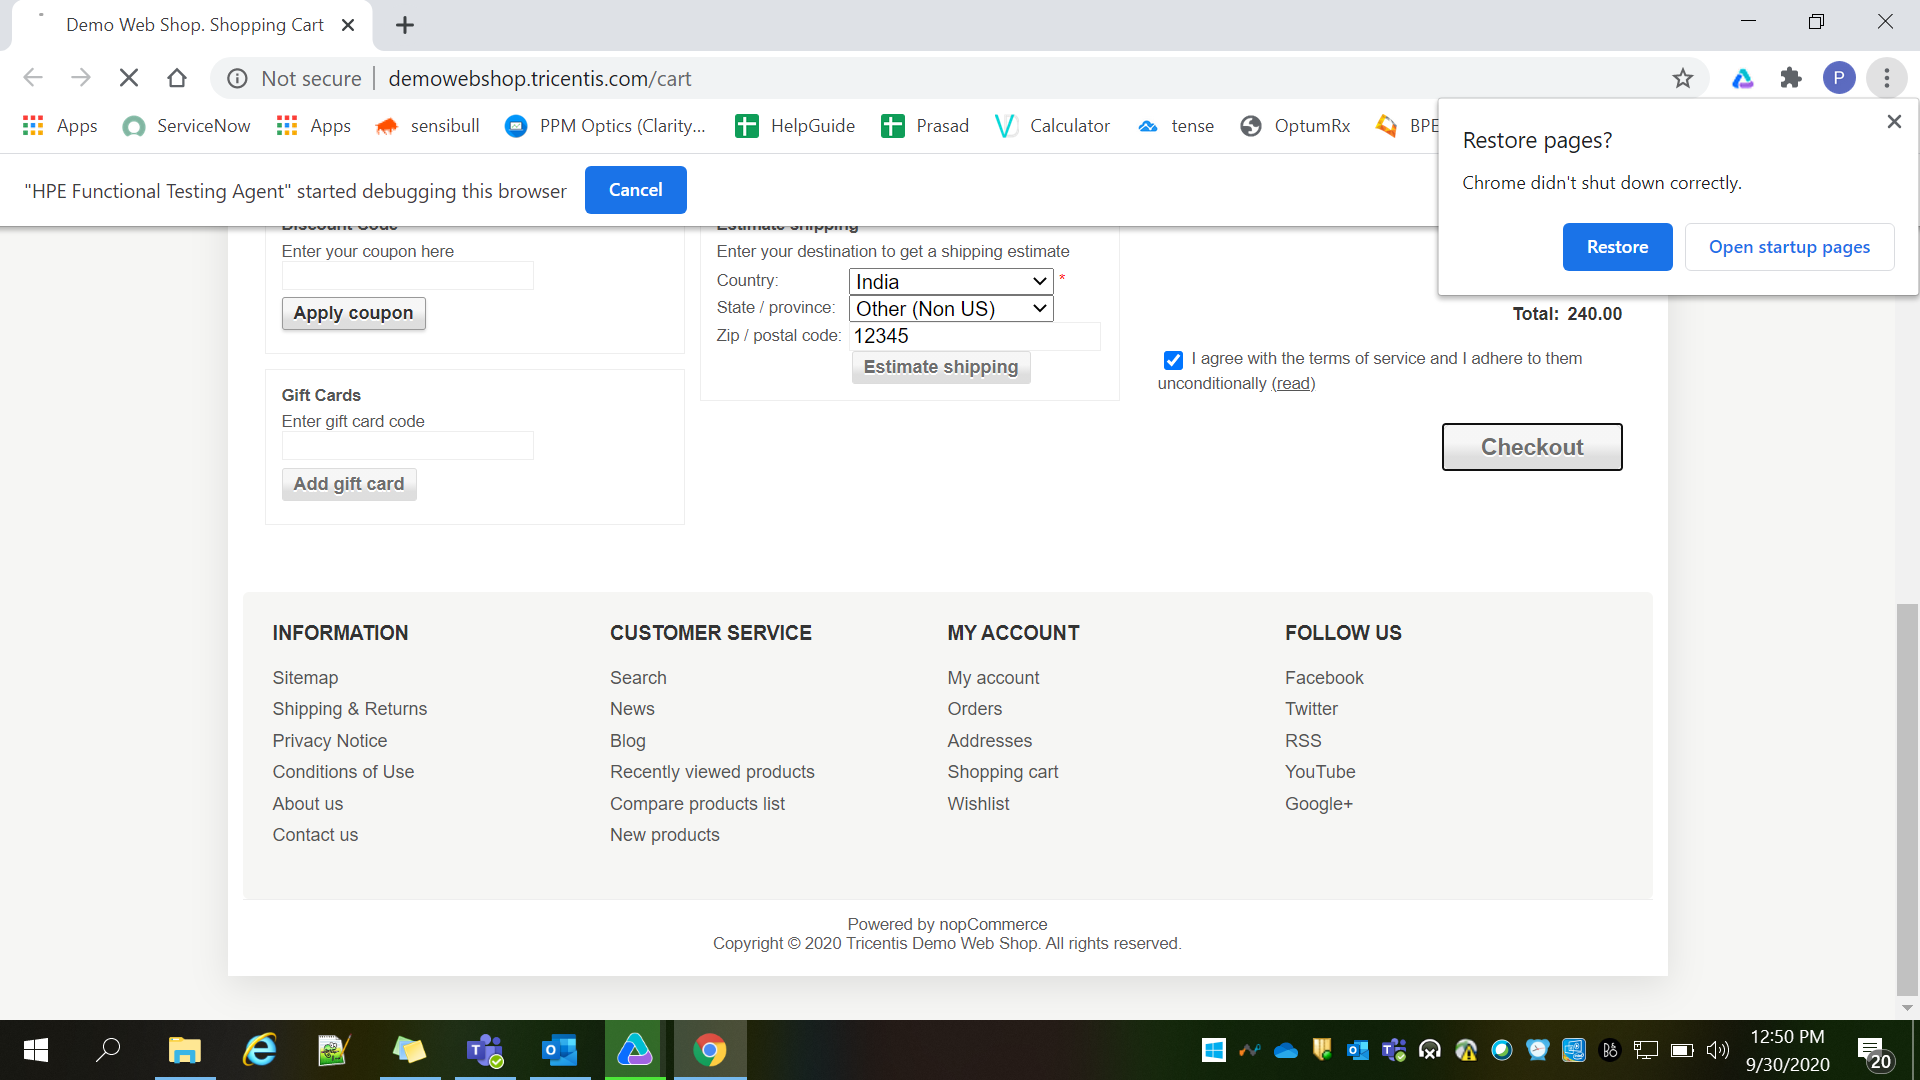 Demo Web Shop. Shopping Cart
Not secure
demowebshop.tricentis.com/cart
P
Apps
ServiceNow
Apps
sensibull
PPM Optics (Clarity...
HelpGuide
Prasad
Calculator
tense
OptumRx
BPE
"HPE Functional Testing Agent" started debugging this browser
Cancel
Restore pages?
Chrome didn't shut down correctly.
Restore
Open startup pages
Discount Code
Enter your coupon here
Apply coupon
Gift Cards
Enter gift card code
Add gift card
Estimate shipping
Enter your destination to get a shipping estimate
Country: India *
State / province: Other (Non US)
Zip / postal code: 12345
Estimate shipping
Total: 240.00
I agree with the terms of service and I adhere to them
unconditionally (read)
Checkout
INFORMATION
Sitemap
Shipping & Returns
Privacy Notice
Conditions of Use
About us
Contact us
CUSTOMER SERVICE
Search
News
Blog
Recently viewed products
Compare products list
New products
MY ACCOUNT
My account
Orders
Addresses
Shopping cart
Wishlist
FOLLOW US
Facebook
Twitter
RSS
YouTube
Google+
Powered by nopCommerce
Copyright © 2020 Tricentis Demo Web Shop. All rights reserved.
12:50 PM
9/30/2020
20